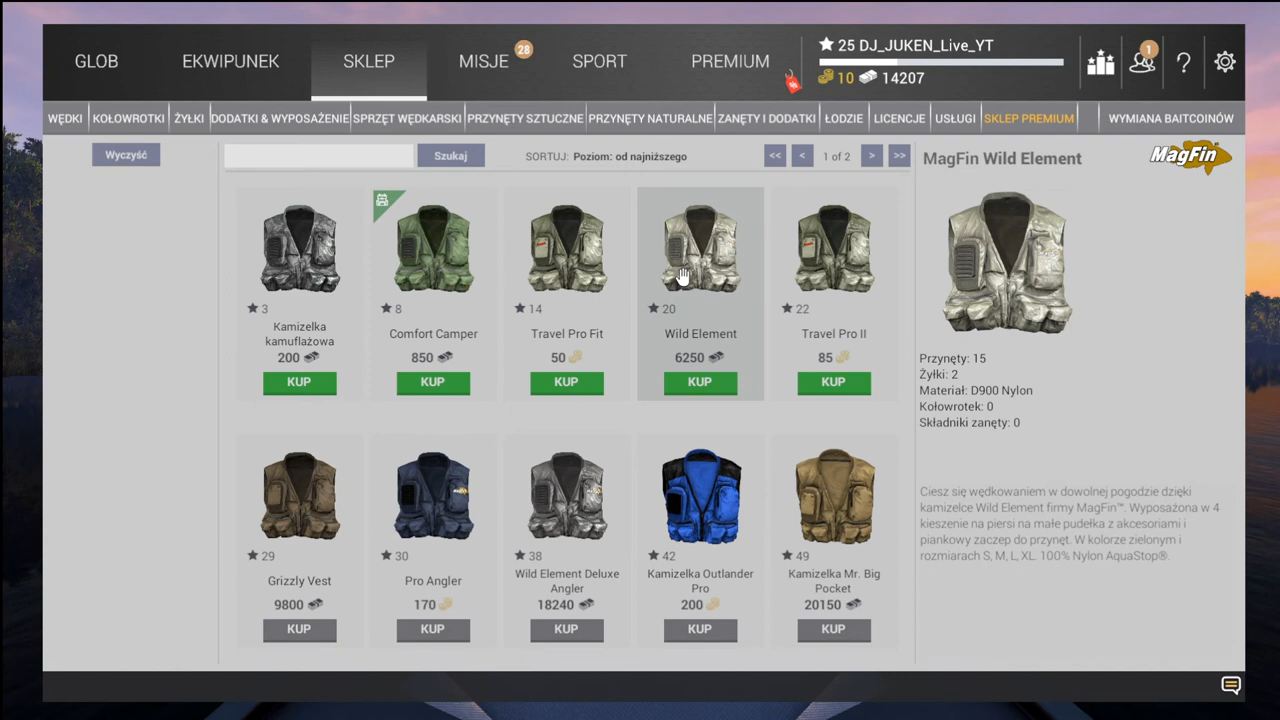 GLOB EKWIPUNEK SKLEP MISJE 28 SPORT PREMIUM
25 DJ_JUKEN_Live_YT
10 14207
1
?
WĘDKI KOŁOWROTKI ŻYŁKI DODATKI & WYPOSAŻENIE SPRZĘT WĘDKARSKI PRZYNĘTY SZTUCZNE PRZYNĘTY NATURALNE ZANĘTY I DODATKI ŁODZIE LICENCJE USŁUGI SKLEP PREMIUM WYMIANA BAITCOINÓW
Wyczyść
Szukaj SORTUJ: Poziom: od najniższego << < 1 of 2 > >>
3 8 14 20 22
Kamizelka
kamuflażowa
Comfort Camper Travel Pro Fit Wild Element Travel Pro II
200 850 50 6250 85
KUP KUP KUP KUP KUP
29 30 38 42 49
Grizzly Vest
Pro Angler
Wild Element Deluxe
Angler
Kamizelka Outlander
Pro
Kamizelka Mr. Big
Pocket
9800 170 18240 200 20150
KUP KUP KUP KUP KUP
MagFin Wild Element
MagFin
Przynęty: 15
Żyłki: 2
Materiał: D900 Nylon
Kołowrotek: 0
Składniki zanęty: 0
Ciesz się wędkowaniem w dowolnej pogodzie dzięki
kamizelce Wild Element firmy MagFin™. Wyposażona w 4
kieszenie na piersi na małe pudełka z akcesoriami i
piankowy zaczep do przynęt. W kolorze zielonym i
rozmiarach S, M, L, XL. 100% Nylon AquaStop®.